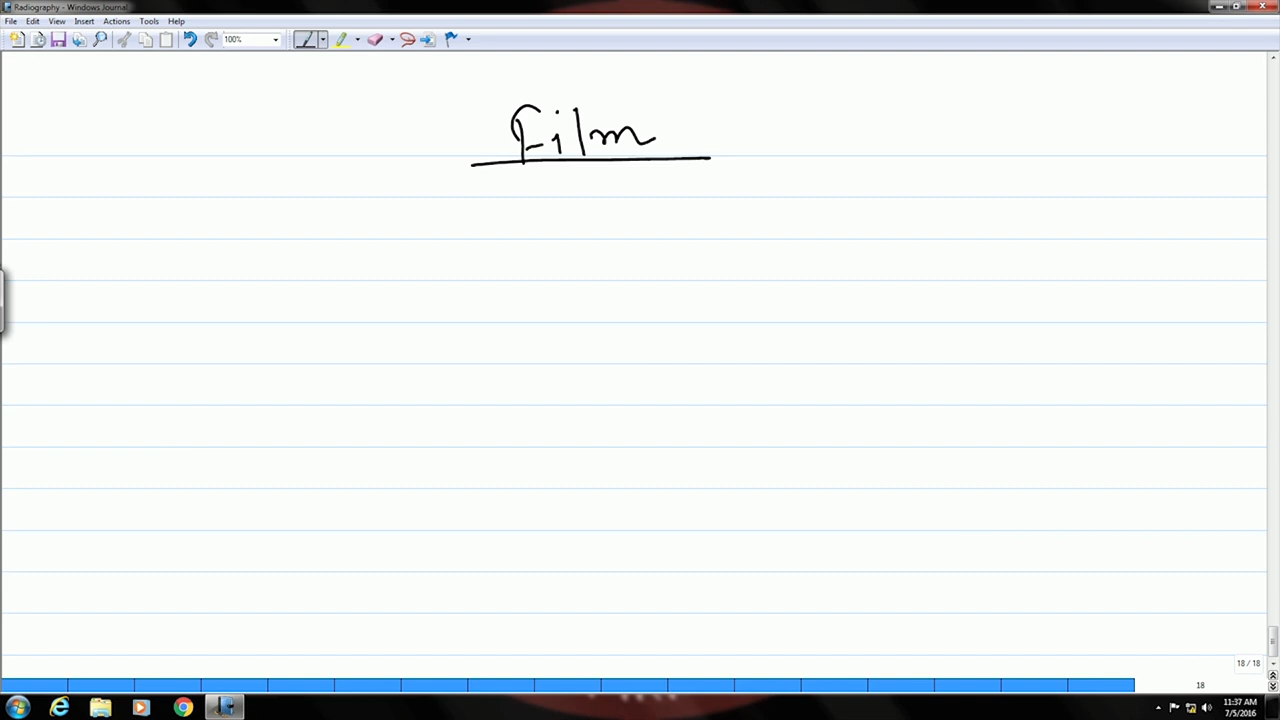 Radiography - Windows Journal
File Edit View Insert Actions Tools Help
100%
Film
18 / 18
18
11:37 AM
7/5/2016